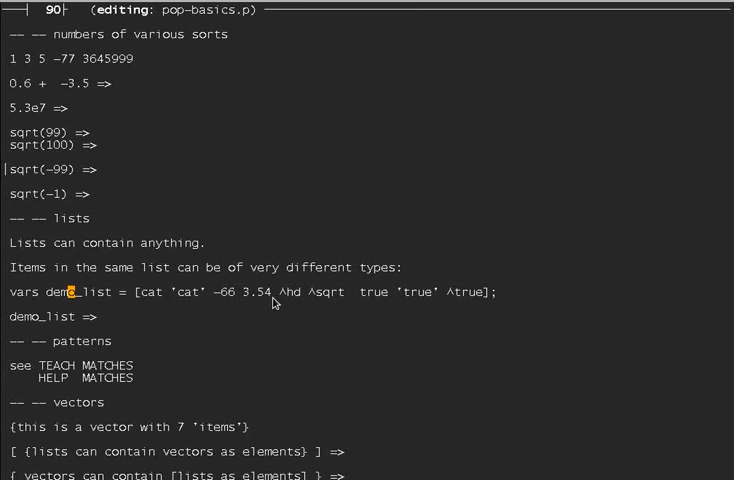 90 (editing: pop-basics.p)
-- -- numbers of various sorts
1 3 5 -77 3645999
0.6 + -3.5 =>
5.3e7 =>
sqrt(99) =>
sqrt(100) =>
sqrt(-99) =>
sqrt(-1) =>
-- -- lists
Lists can contain anything.
Items in the same list can be of very different types:
vars demo_list = [cat 'cat' -66 3.54 ^hd ^sqrt true 'true' ^true];
demo_list =>
-- -- patterns
see TEACH MATCHES
HELP MATCHES
-- -- vectors
{this is a vector with 7 'items'}
[ {lists can contain vectors as elements} ] =>
{ vectors can contain [lists as elements] } =>